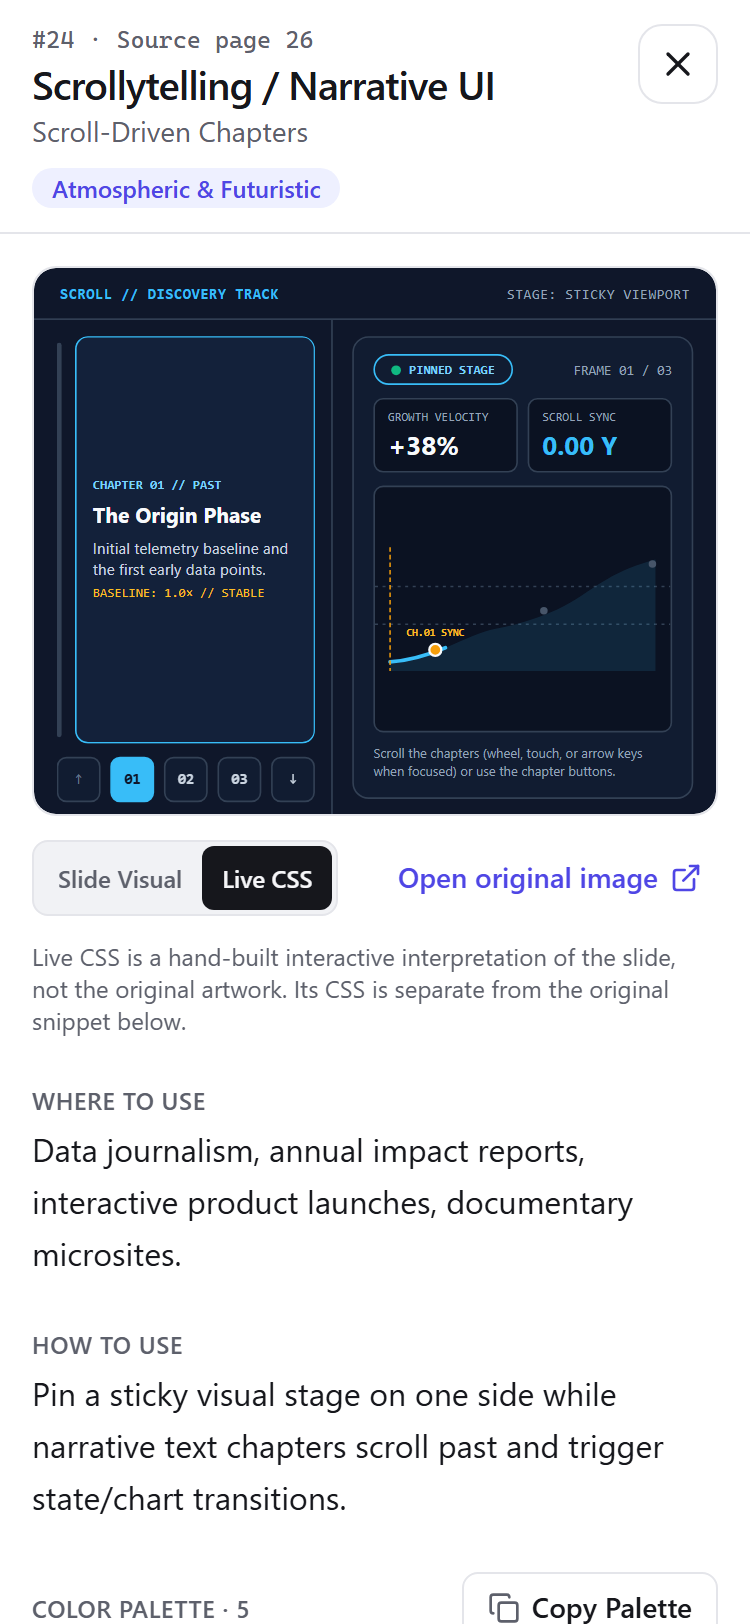 #24 · Source page 26
Scrollytelling / Narrative UI
Scroll-Driven Chapters
Atmospheric & Futuristic
SCROLL // DISCOVERY TRACK
STAGE: STICKY VIEWPORT
CHAPTER 01 // PAST
The Origin Phase
Initial telemetry baseline and
the first early data points.
BASELINE: 1.0× // STABLE
↑ 01 02 03 ↓
PINNED STAGE
FRAME 01 / 03
GROWTH VELOCITY
+38%
SCROLL SYNC
0.00 Y
CH.01 SYNC
Scroll the chapters (wheel, touch, or arrow keys
when focused) or use the chapter buttons.
Slide Visual
Live CSS
Open original image
Live CSS is a hand-built interactive interpretation of the slide,
not the original artwork. Its CSS is separate from the original
snippet below.
WHERE TO USE
Data journalism, annual impact reports,
interactive product launches, documentary
microsites.
HOW TO USE
Pin a sticky visual stage on one side while
narrative text chapters scroll past and trigger
state/chart transitions.
COLOR PALETTE · 5
Copy Palette